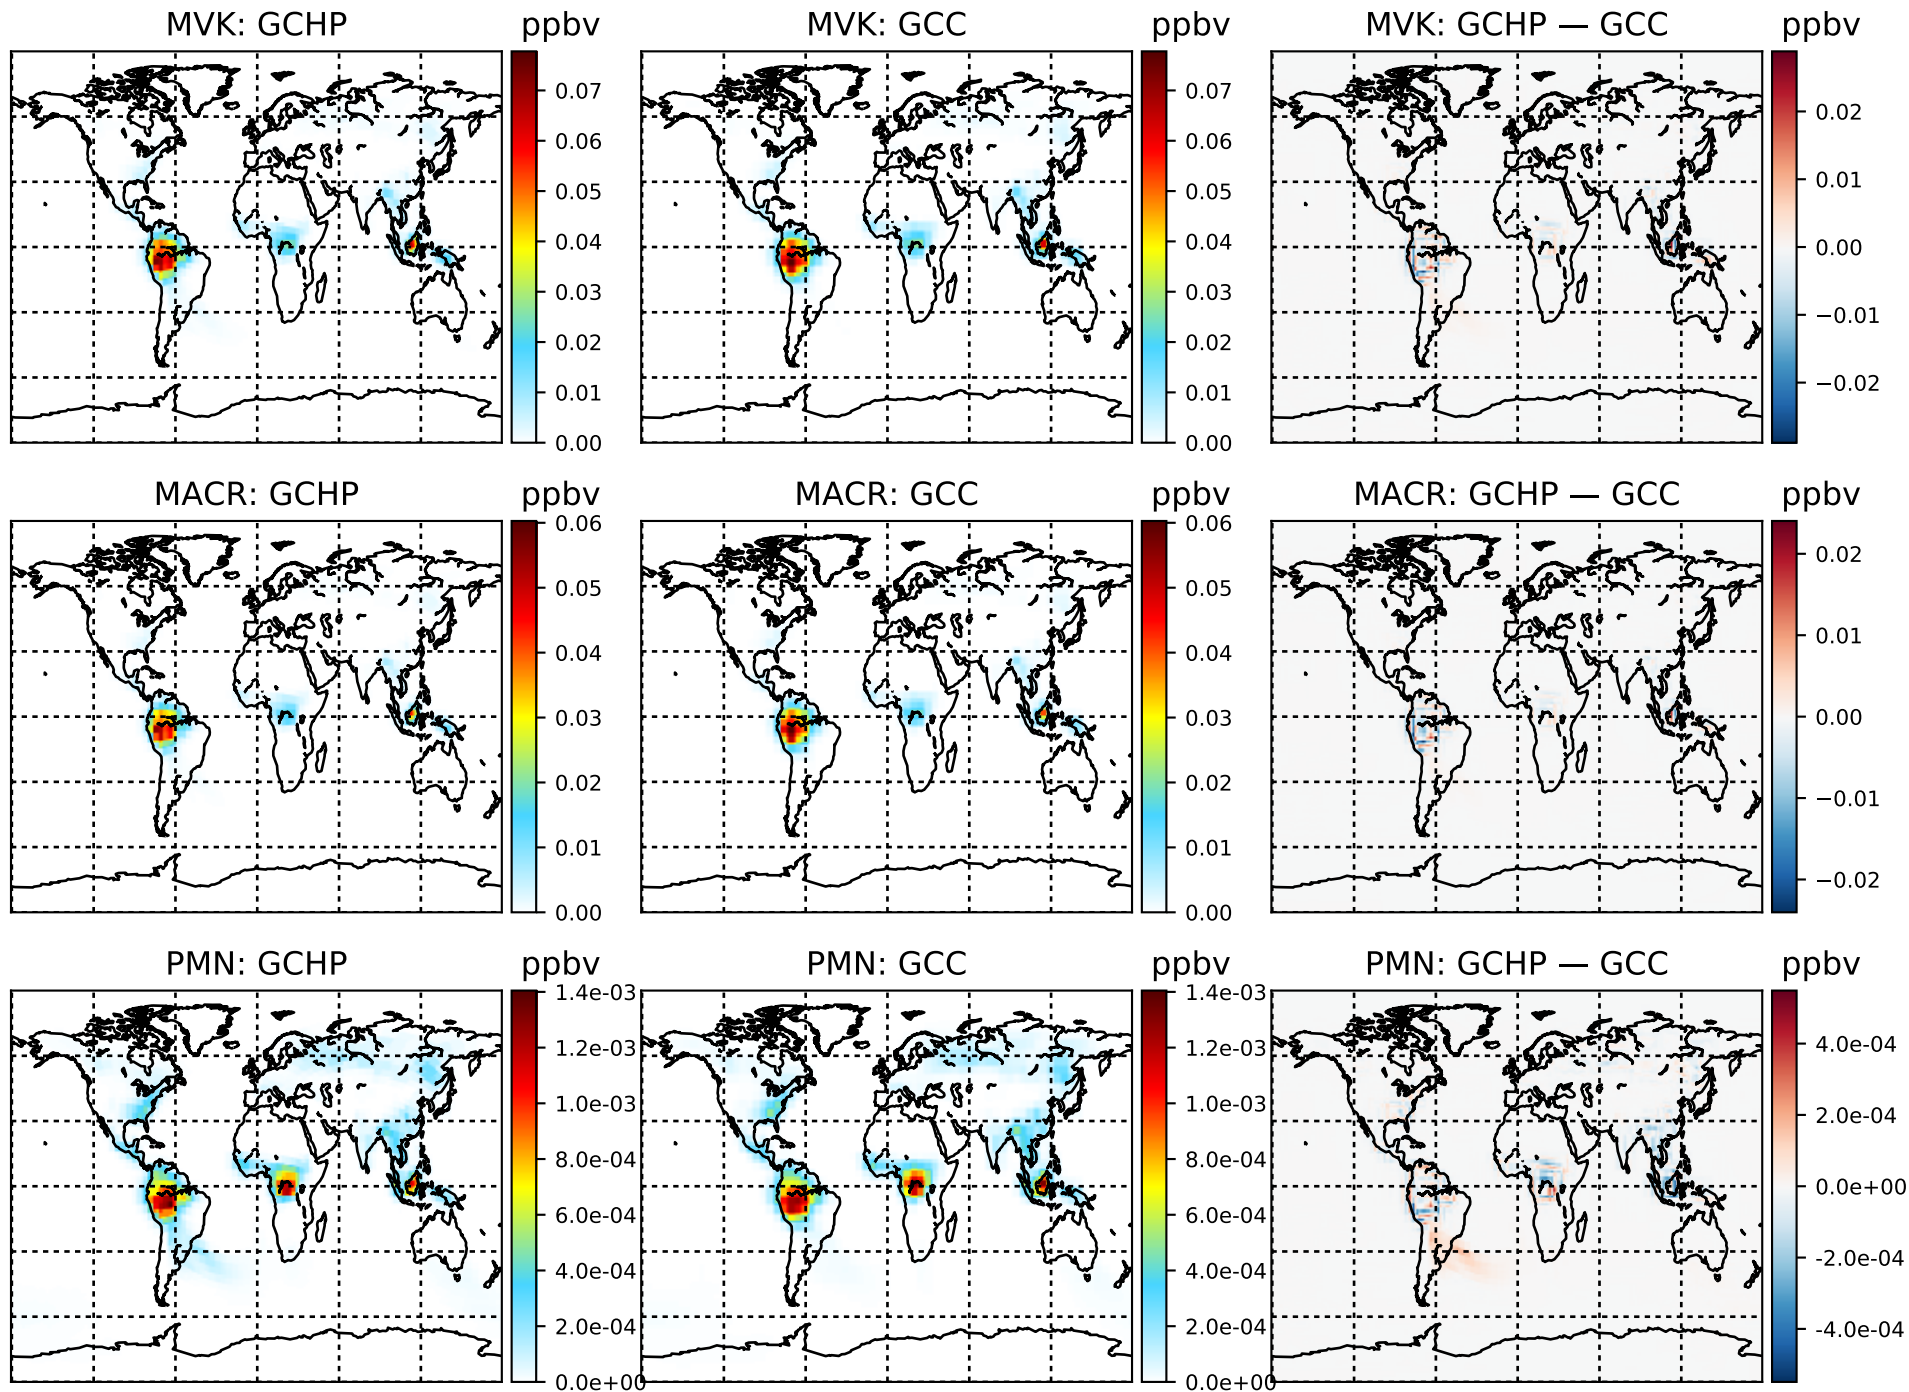 MVK: GCHP ppbv MVK: GCC ppbv MVK: GCHP — GCC ppbv
0.07 0.07 0.02
0.06 0.06
0.05 0.05 0.01
0.04 0.04 0.00
0.03 0.03
0.02 0.02 −0.01
0.01 0.01 −0.02
0.00 0.00
MACR: GCHP ppbv MACR: GCC ppbv MACR: GCHP — GCC ppbv
0.06 0.06 0.02
0.05 0.05
0.04 0.04 0.01
0.03 0.03 0.00
0.02 0.02 −0.01
0.01 0.01 −0.02
0.00 0.00
PMN: GCHP ppbv PMN: GCC ppbv PMN: GCHP — GCC ppbv
1.4e-03 1.4e-03
1.2e-03 1.2e-03 4.0e-04
1.0e-03 1.0e-03 2.0e-04
8.0e-04 8.0e-04 0.0e+00
6.0e-04 6.0e-04
4.0e-04 4.0e-04 -2.0e-04
2.0e-04 2.0e-04 -4.0e-04
0.0e+00 0.0e+00